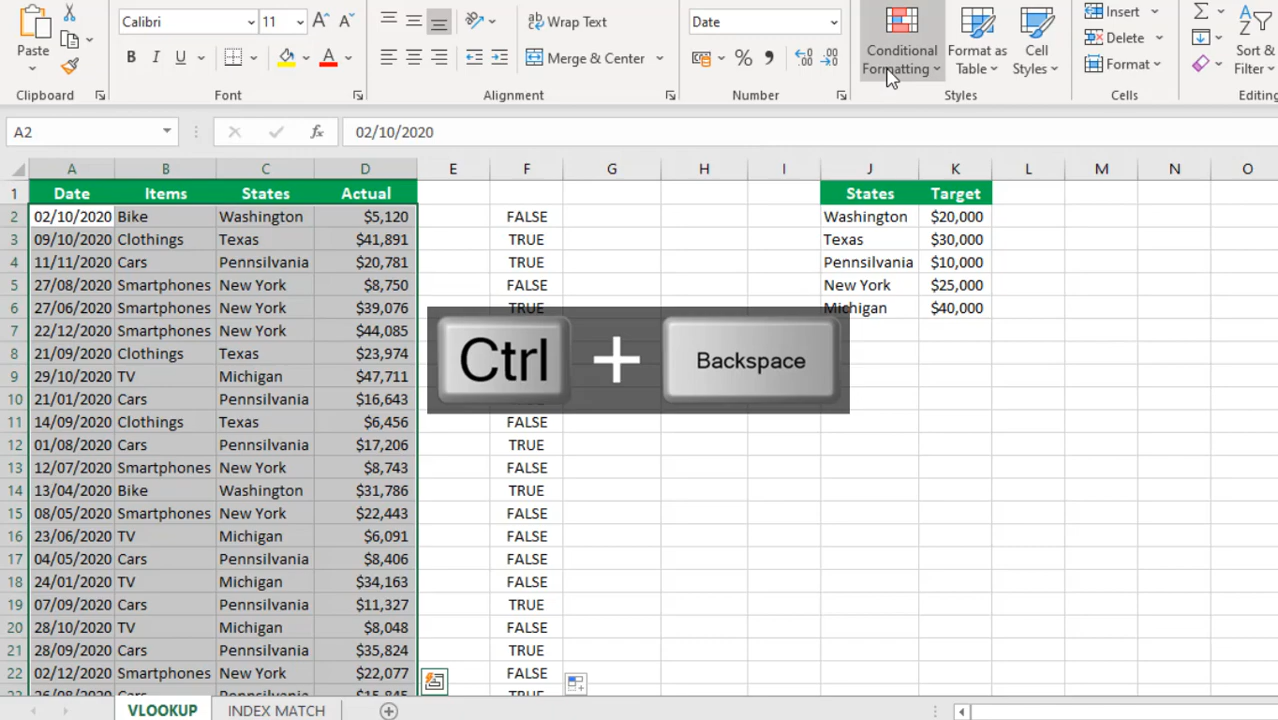 Calibri 11 Wrap Text Date Insert
Paste Merge & Center Conditional Formatting Format as Table Cell Styles Delete Format Sort & Filter
Clipboard Font Alignment Number Styles Cells Editing
A2 fx 02/10/2020
A B C D E F G H I J K L M N O
1 Date Items States Actual States Target
2 02/10/2020 Bike Washington $5,120 FALSE Washington $20,000
3 09/10/2020 Clothings Texas $41,891 TRUE Texas $30,000
4 11/11/2020 Cars Pennsilvania $20,781 TRUE Pennsilvania $10,000
5 27/08/2020 Smartphones New York $8,750 FALSE New York $25,000
6 27/06/2020 Smartphones New York $39,076 TRUE Michigan $40,000
7 22/12/2020 Smartphones New York $44,085
8 21/09/2020 Clothings Texas $23,974
Ctrl + Backspace
9 29/10/2020 TV Michigan $47,711
10 21/01/2020 Cars Pennsilvania $16,643
11 14/09/2020 Clothings Texas $6,456 FALSE
12 01/08/2020 Cars Pennsilvania $17,206 TRUE
13 12/07/2020 Smartphones New York $8,743 FALSE
14 13/04/2020 Bike Washington $31,786 TRUE
15 08/05/2020 Smartphones New York $22,443 FALSE
16 23/06/2020 TV Michigan $6,091 FALSE
17 04/05/2020 Cars Pennsilvania $8,406 FALSE
18 24/01/2020 TV Michigan $34,163 FALSE
19 07/09/2020 Cars Pennsilvania $11,327 TRUE
20 28/10/2020 TV Michigan $8,048 FALSE
21 28/09/2020 Cars Pennsilvania $35,824 TRUE
22 02/12/2020 Smartphones New York $22,077 FALSE
23 26/08/2020 Cars Pennsilvania $15,845 TRUE
VLOOKUP INDEX MATCH